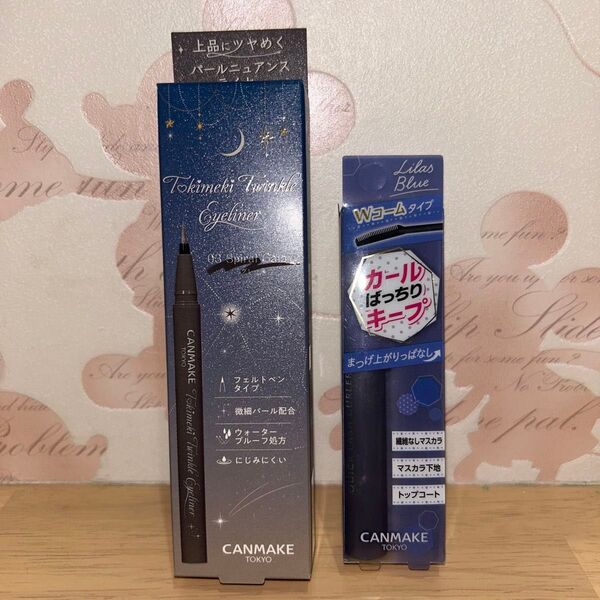 上品にツヤめく
パールニュアンス
Tokimeki Twinkle
Eyeliner
CANMAKE
TOKYO
Tokimeki Twinkle Eyeliner
フェルトペン
タイプ
微細パール配合
ウォーター
プルーフ処方
にじみにくい
CANMAKE
TOKYO
Lilas
Blue
Wコームタイプ
カール
ばっちり
キープ
まつげ上がりっぱなし
繊維なしマスカラ
マスカラ下地
トップコート
CANMAKE
TOKYO